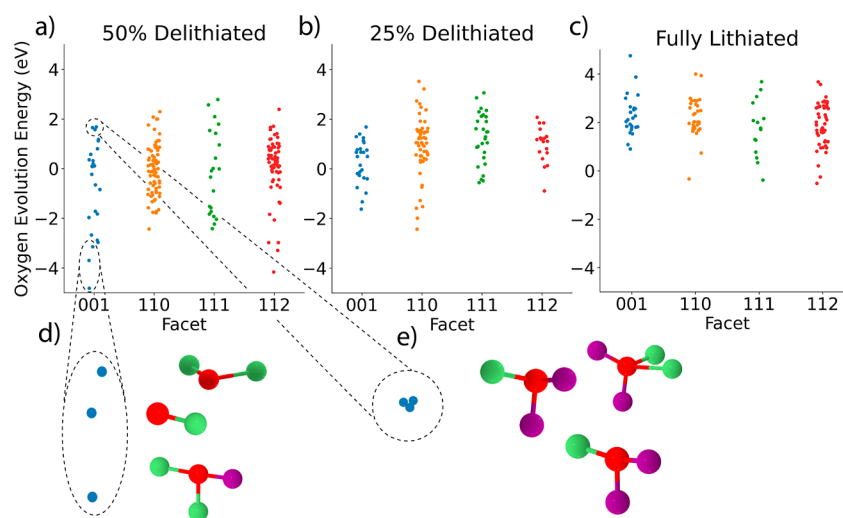 a) 50% Delithiated
b) 25% Delithiated
c) Fully Lithiated
Oxygen Evolution Energy (eV)
4
2
0
−2
−4
001 110 111 112
Facet
4
2
0
−2
−4
001 110 111 112
Facet
4
2
0
−2
−4
001 110 111 112
Facet
d)
e)